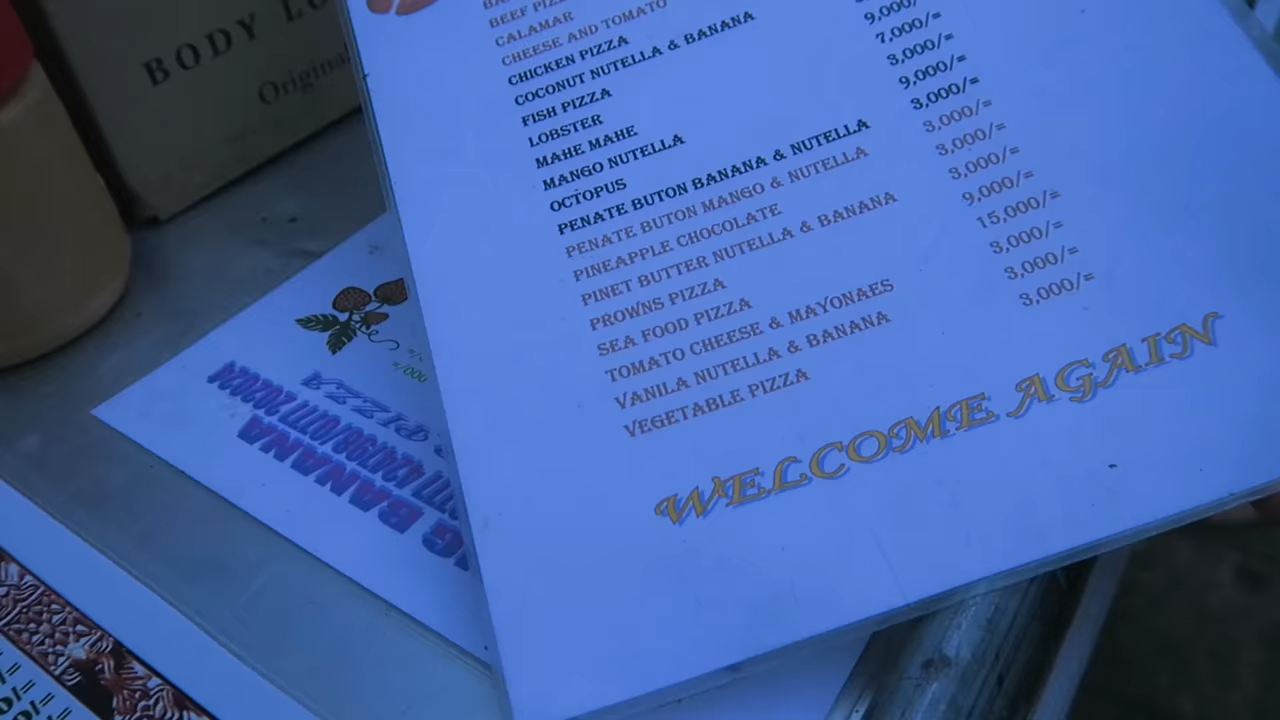 BODY
Original
BEEF
CALAMAR
CHEESE AND TOMATO
CHICKEN PIZZA
COCONUT NUTELLA & BANANA
FISH PIZZA
LOBSTER
MAHE MAHE
MANGO NUTELLA
OCTOPUS
PENATE BUTON BANANA & NUTELLA
PENATE BUTON MANGO & NUTELLA
PINEAPPLE CHOCOLATE
PINET BUTTER NUTELLA & BANANA
PROWNS PIZZA
SEA FOOD PIZZA
TOMATO CHEESE & MAYONAES
VANILA NUTELLA & BANANA
VEGETABLE PIZZA
9,000/=
7,000/=
3,000/=
9,000/=
3,000/=
3,000/=
3,000/=
3,000/=
9,000/=
15,000/=
3,000/=
3,000/=
3,000/=
WELCOME AGAIN
PIZZA
BANANA